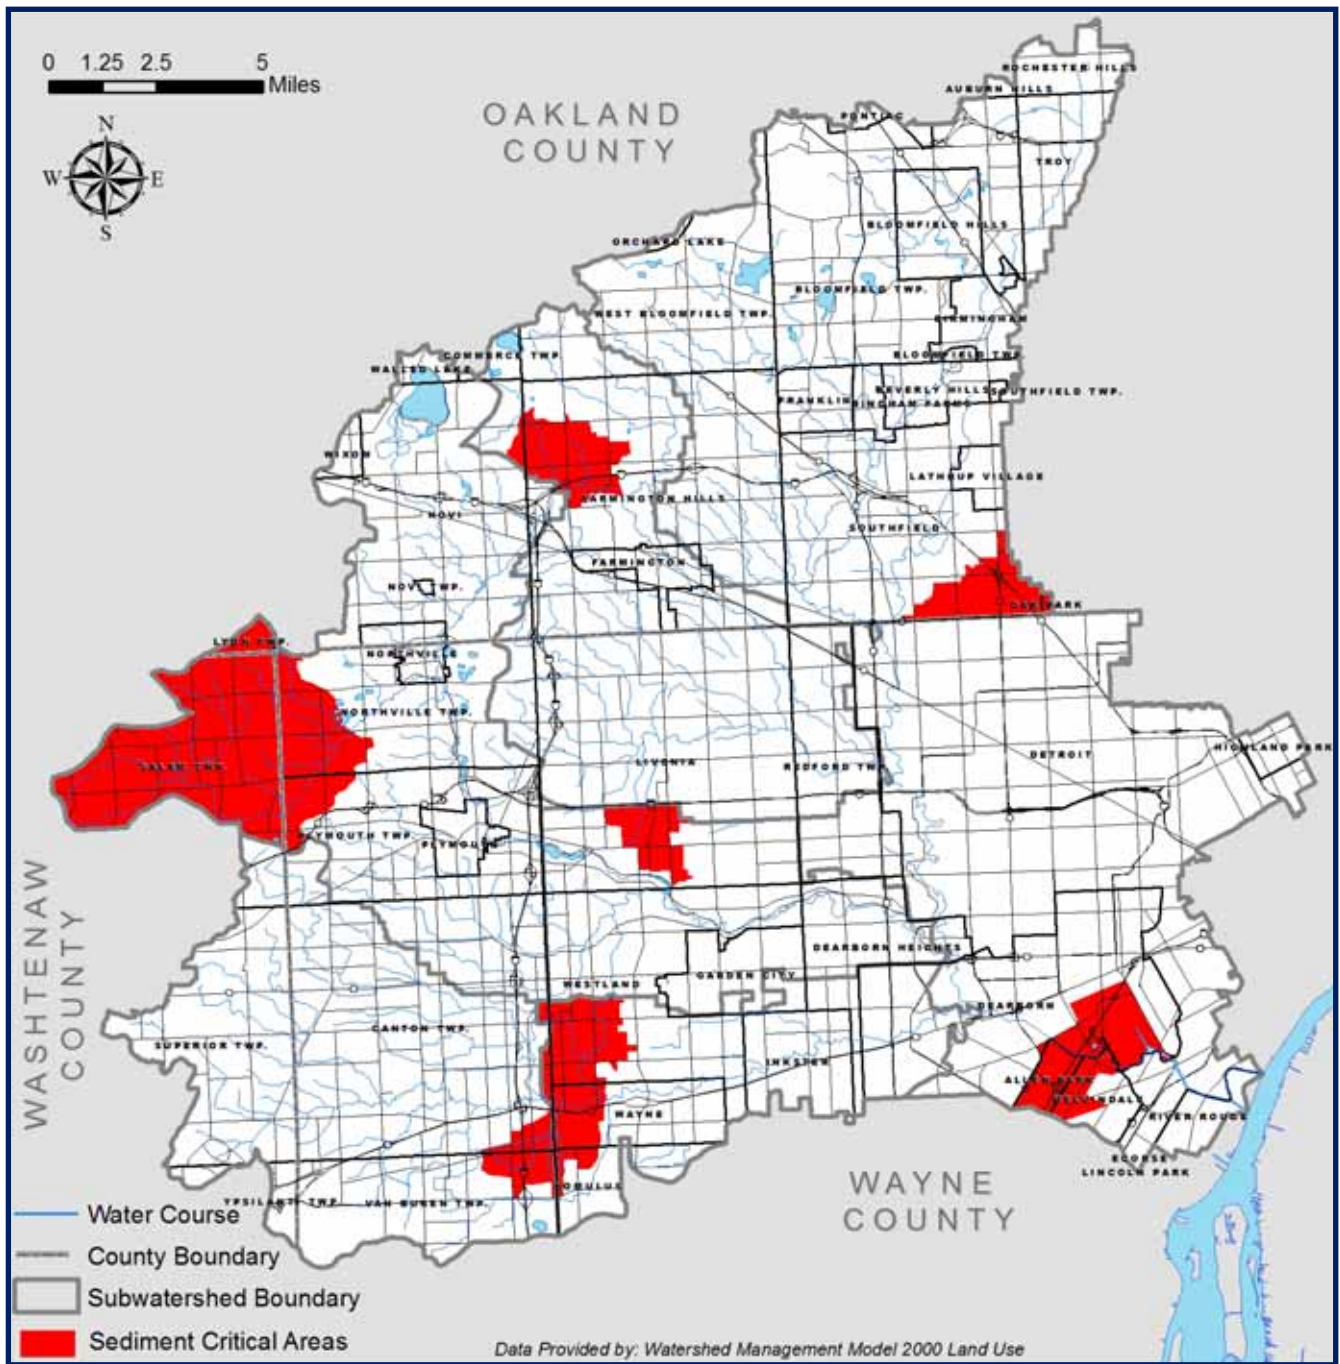 0 1.25 2.5 5
Miles
N
W E
S
OAKLAND
COUNTY
ROCHESTER HILLS
AUBURN HILLS
PONTIAC
TROY
BLOOMFIELD HILLS
ORCHARD LAKE
BLOOMFIELD TWP.
WEST BLOOMFIELD TWP.
BIRMINGHAM
COMMERCE TWP.
BLOOMFIELD TWP.
WALLED LAKE
BEVERLY HILLS
SOUTHFIELD TWP.
FRANKLIN
BINGHAM FARMS
WIXOM
LATHRUP VILLAGE
FARMINGTON HILLS
NOVI
SOUTHFIELD
FARMINGTON
NOVI TWP.
OAK PARK
LYON TWP.
NORTHVILLE
NORTHVILLE TWP.
HIGHLAND PARK
DETROIT
LIVONIA
REDFORD TWP.
SALEM TWP.
PLYMOUTH TWP.
PLYMOUTH
WASHTENAW
COUNTY
DEARBORN HEIGHTS
GARDEN CITY
WESTLAND
DEARBORN
CANTON TWP.
SUPERIOR TWP.
INKSTER
ALLEN PARK
MELVINDALE
WAYNE
RIVER ROUGE
ECORSE
LINCOLN PARK
ROMULUS
YPSILANTI TWP.
VAN BUREN TWP.
WAYNE
COUNTY
Water Course
County Boundary
Subwatershed Boundary
Sediment Critical Areas
Data Provided by: Watershed Management Model 2000 Land Use